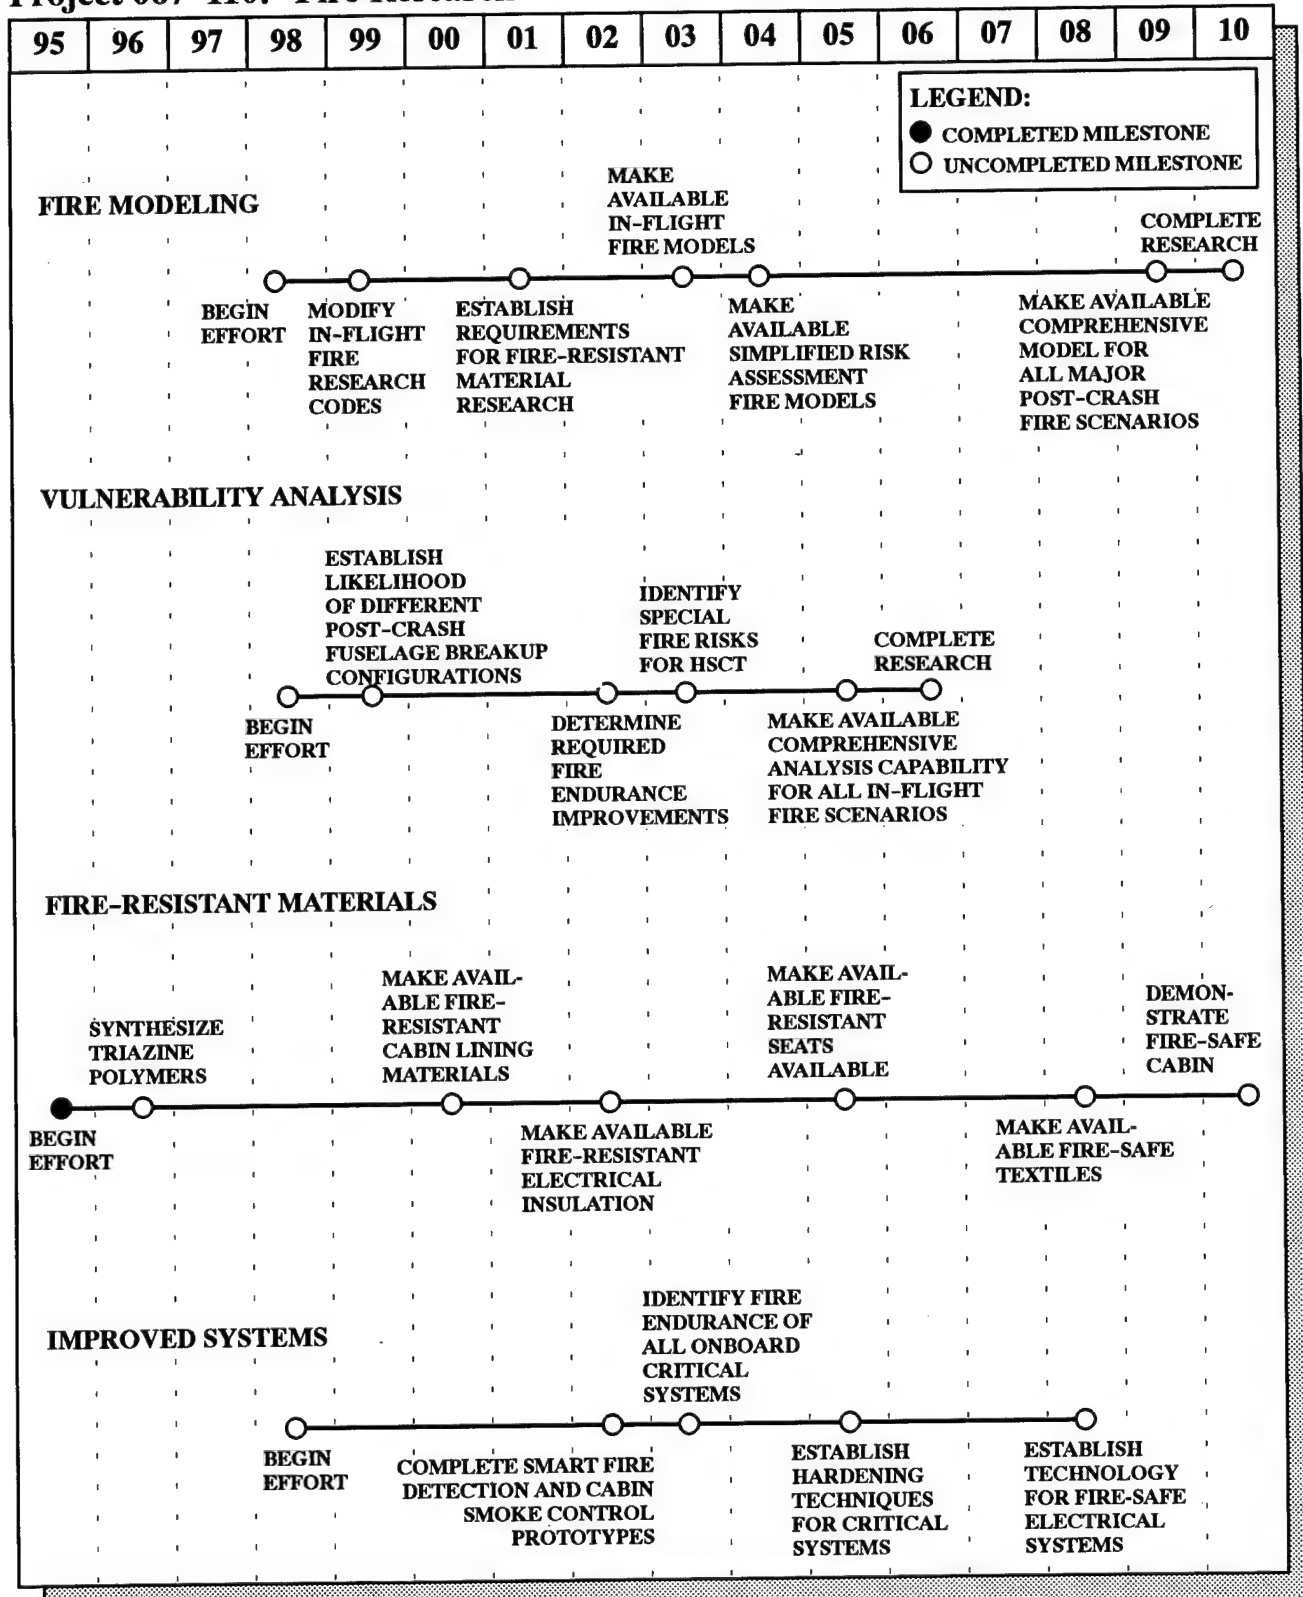 95 96 97 98 99 00 01 02 03 04 05 06 07 08 09 10
LEGEND:
COMPLETED MILESTONE
UNCOMPLETED MILESTONE
FIRE MODELING
MAKE
AVAILABLE
IN-FLIGHT
FIRE MODELS
COMPLETE
RESEARCH
BEGIN
EFFORT
MODIFY
IN-FLIGHT
FIRE
RESEARCH
CODES
ESTABLISH
REQUIREMENTS
FOR FIRE-RESISTANT
MATERIAL
RESEARCH
MAKE
AVAILABLE
SIMPLIFIED RISK
ASSESSMENT
FIRE MODELS
MAKE AVAILABLE
COMPREHENSIVE
MODEL FOR
ALL MAJOR
POST-CRASH
FIRE SCENARIOS
VULNERABILITY ANALYSIS
ESTABLISH
LIKELIHOOD
OF DIFFERENT
POST-CRASH
FUSELAGE BREAKUP
CONFIGURATIONS
IDENTIFY
SPECIAL
FIRE RISKS
FOR HSCT
COMPLETE
RESEARCH
BEGIN
EFFORT
DETERMINE
REQUIRED
FIRE
ENDURANCE
IMPROVEMENTS
MAKE AVAILABLE
COMPREHENSIVE
ANALYSIS CAPABILITY
FOR ALL IN-FLIGHT
FIRE SCENARIOS
FIRE-RESISTANT MATERIALS
SYNTHESIZE
TRIAZINE
POLYMERS
MAKE AVAIL-
ABLE FIRE-
RESISTANT
CABIN LINING
MATERIALS
MAKE AVAIL-
ABLE FIRE-
RESISTANT
SEATS
AVAILABLE
DEMON-
STRATE
FIRE-SAFE
CABIN
BEGIN
EFFORT
MAKE AVAILABLE
FIRE-RESISTANT
ELECTRICAL
INSULATION
MAKE AVAIL-
ABLE FIRE-SAFE
TEXTILES
IMPROVED SYSTEMS
IDENTIFY FIRE
ENDURANCE OF
ALL ONBOARD
CRITICAL
SYSTEMS
BEGIN
EFFORT
COMPLETE SMART FIRE
DETECTION AND CABIN
SMOKE CONTROL
PROTOTYPES
ESTABLISH
HARDENING
TECHNIQUES
FOR CRITICAL
SYSTEMS
ESTABLISH
TECHNOLOGY
FOR FIRE-SAFE
ELECTRICAL
SYSTEMS